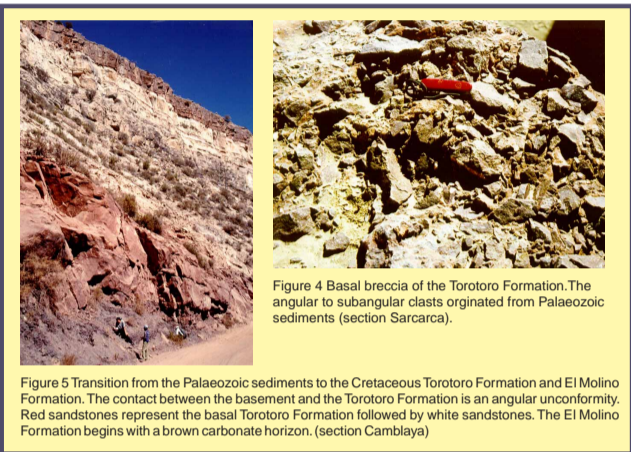 Figure 4 Basal breccia of the Torotoro Formation.The
angular to subangular clasts orginated from Palaeozoic
sediments (section Sarcarca).
Figure 5 Transition from the Palaeozoic sediments to the Cretaceous Torotoro Formation and El Molino
Formation. The contact between the basement and the Torotoro Formation is an angular unconformity.
Red sandstones represent the basal Torotoro Formation followed by white sandstones. The El Molino
Formation begins with a brown carbonate horizon. (section Camblaya)